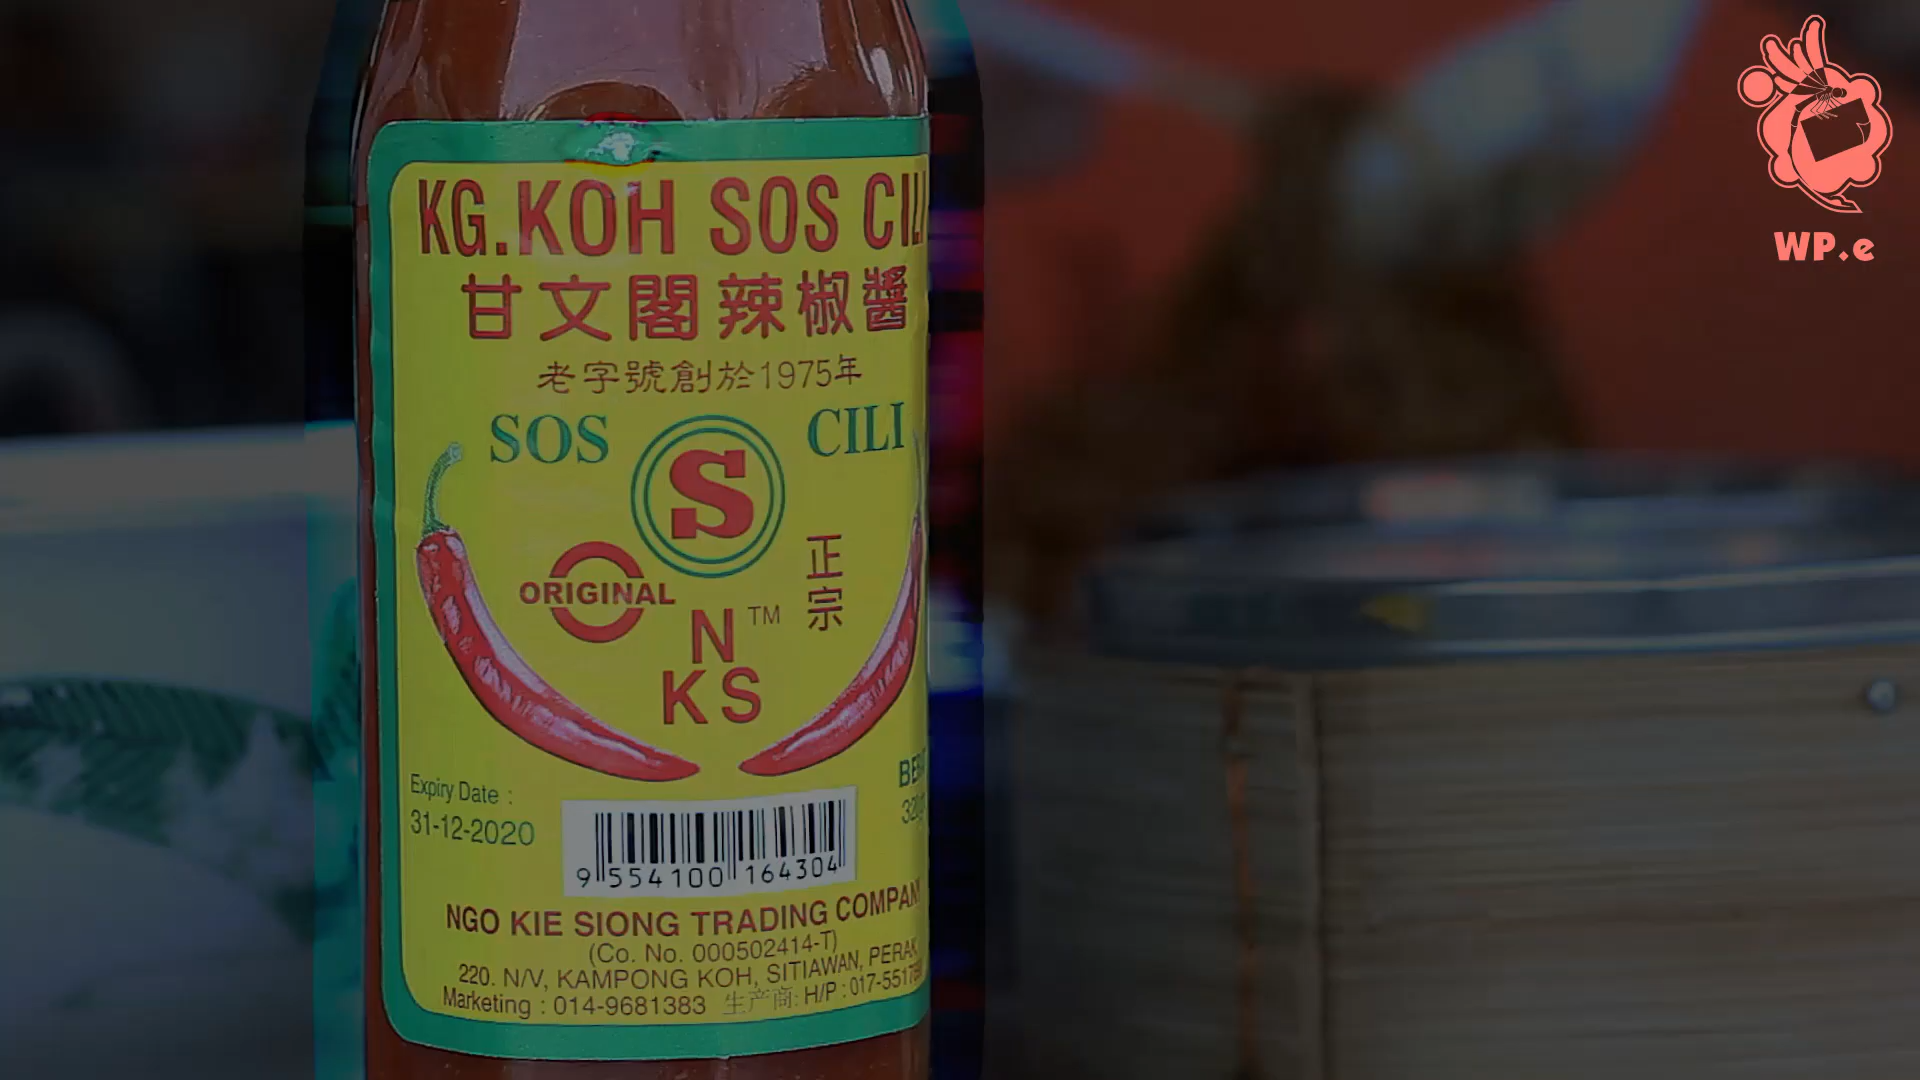 WP.e
KG.KOH SOS CILI
甘文閣辣椒醬
老字號創於1975年
SOS CILI
S
ORIGINAL
正宗
N TM
KS
Expiry Date :
31-12-2020
9 554100 164304
NGO KIE SIONG TRADING COMPANY
(Co. No. 000502414-T)
220. N/V, KAMPONG KOH, SITIAWAN, PERAK
Marketing : 014-9681383 生产商: H/P : 017-5517